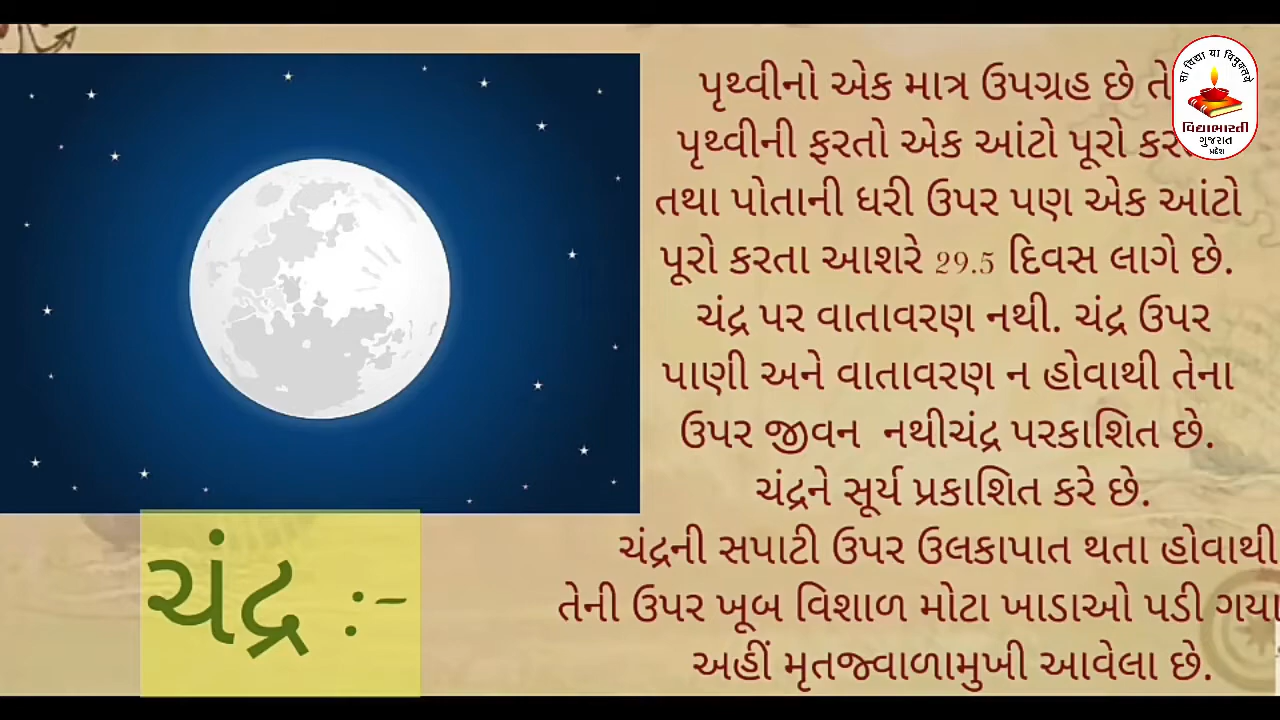 પૃથ્વીનો એક માત્ર ઉપગ્રહ છે
પૃથ્વીની ફરતો એક આંટો પૂરો
તથા પોતાની ધરી ઉપર પણ એક આંટો
પૂરો કરતા આશરે 29.5 દિવસ લાગે છે.
ચંદ્ર પર વાતાવરણ નથી. ચંદ્ર ઉપર
પાણી અને વાતાવરણ ન હોવાથી તેના
ઉપર જીવન નથીચંદ્ર પરકાશિત છે.
ચંદ્રને સૂર્ય પ્રકાશિત કરે છે.
ચંદ્રની સપાટી ઉપર ઉલકાપાત થતા હોવાથી
તેની ઉપર ખૂબ વિશાળ મોટા ખાડાઓ પડી ગયા
અહીં મૃતજ્વાળામુખી આવેલા છે.
ચંદ્ર :-
सा विद्या या विमुक्तये
વિદ્યાભારતી
ગુજરાત
પ્રદેશ